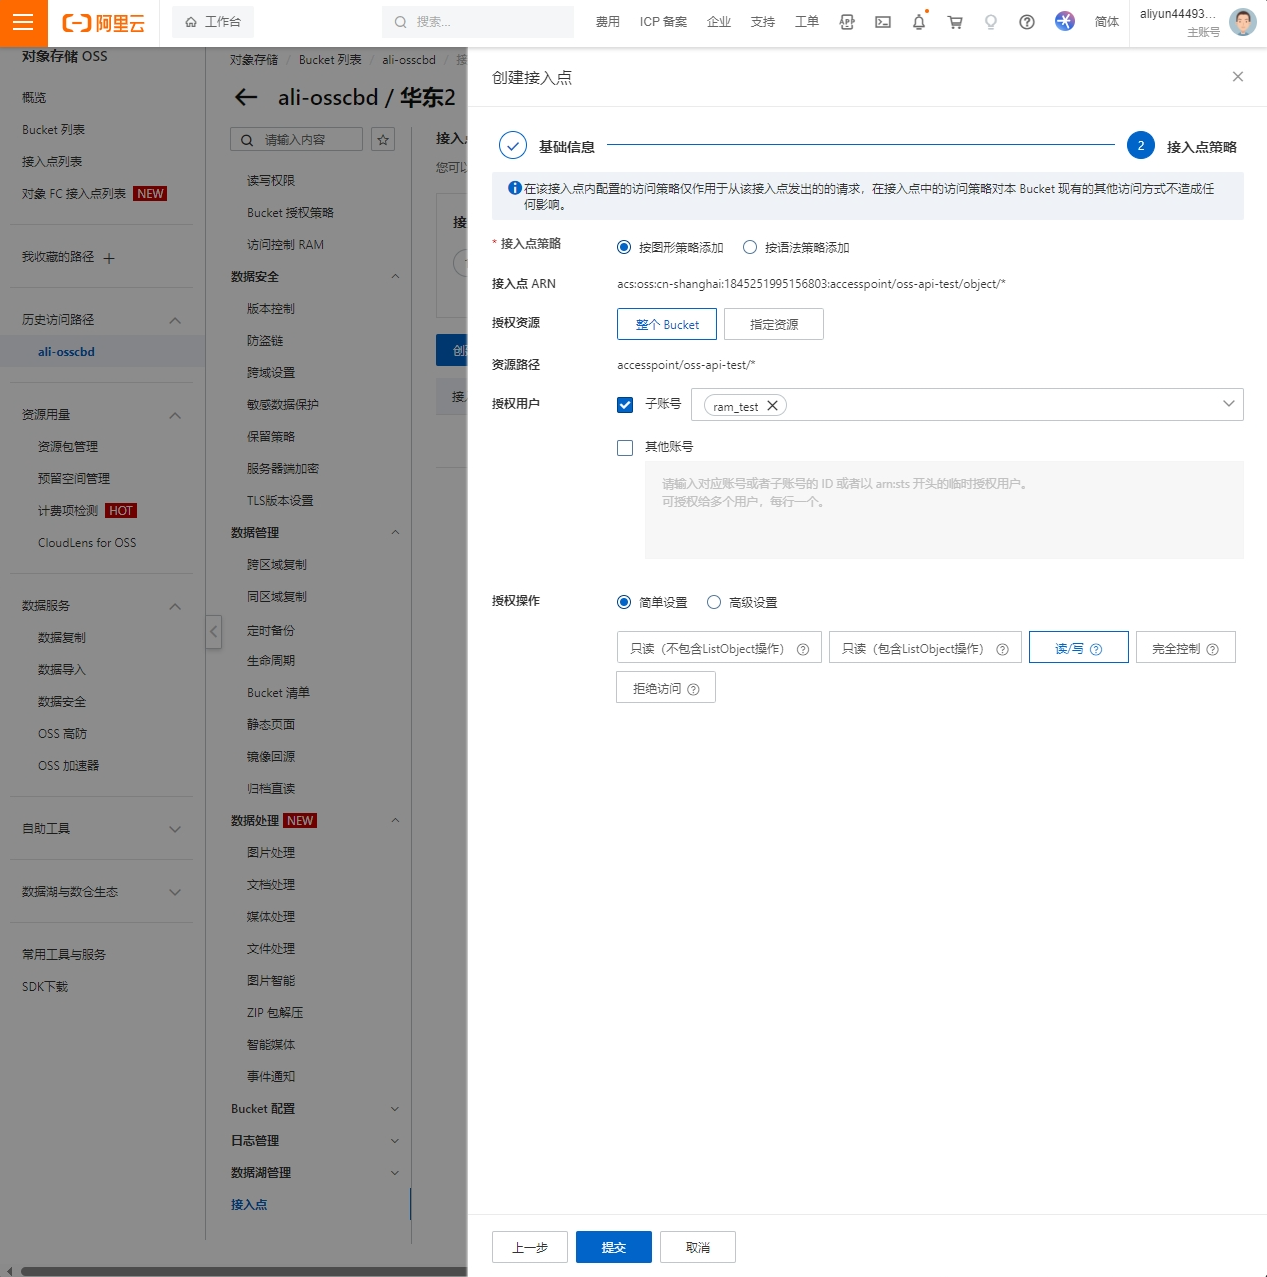 阿里云
工作台
搜索...
费用
ICP 备案
企业
支持
工单
简体
aliyun44493...
主账号
对象存储 OSS
概览
Bucket 列表
接入点列表
对象 FC 接入点列表 NEW
我收藏的路径
历史访问路径
ali-osscbd
资源用量
资源包管理
预留空间管理
计费项检测 HOT
CloudLens for OSS
数据服务
数据复制
数据导入
数据安全
OSS 高防
OSS 加速器
自助工具
数据湖与数仓生态
常用工具与服务
SDK下载
对象存储 / Bucket 列表 / ali-osscbd /
ali-osscbd / 华东2
请输入内容
读写权限
Bucket 授权策略
访问控制 RAM
数据安全
版本控制
防盗链
跨域设置
敏感数据保护
保留策略
服务器端加密
TLS版本设置
数据管理
跨区域复制
同区域复制
定时备份
生命周期
Bucket 清单
静态页面
镜像回源
归档直读
数据处理 NEW
图片处理
文档处理
媒体处理
文件处理
图片智能
ZIP 包解压
智能媒体
事件通知
Bucket 配置
日志管理
数据湖管理
接入点
接入
您可以
接
创
接
创建接入点
基础信息
2 接入点策略
在该接入点内配置的访问策略仅作用于从该接入点发出的的请求，在接入点中的访问策略对本 Bucket 现有的其他访问方式不造成任
何影响。
* 接入点策略 按图形策略添加 按语法策略添加
接入点 ARN acs:oss:cn-shanghai:1845251995156803:accesspoint/oss-api-test/object/*
授权资源 整个 Bucket 指定资源
资源路径 accesspoint/oss-api-test/*
授权用户 子账号 ram_test
其他账号
请输入对应账号或者子账号的 ID 或者以 arn:sts 开头的临时授权用户。
可授权给多个用户，每行一个。
授权操作 简单设置 高级设置
只读（不包含ListObject操作） 只读（包含ListObject操作） 读/写 完全控制
拒绝访问
上一步 提交 取消